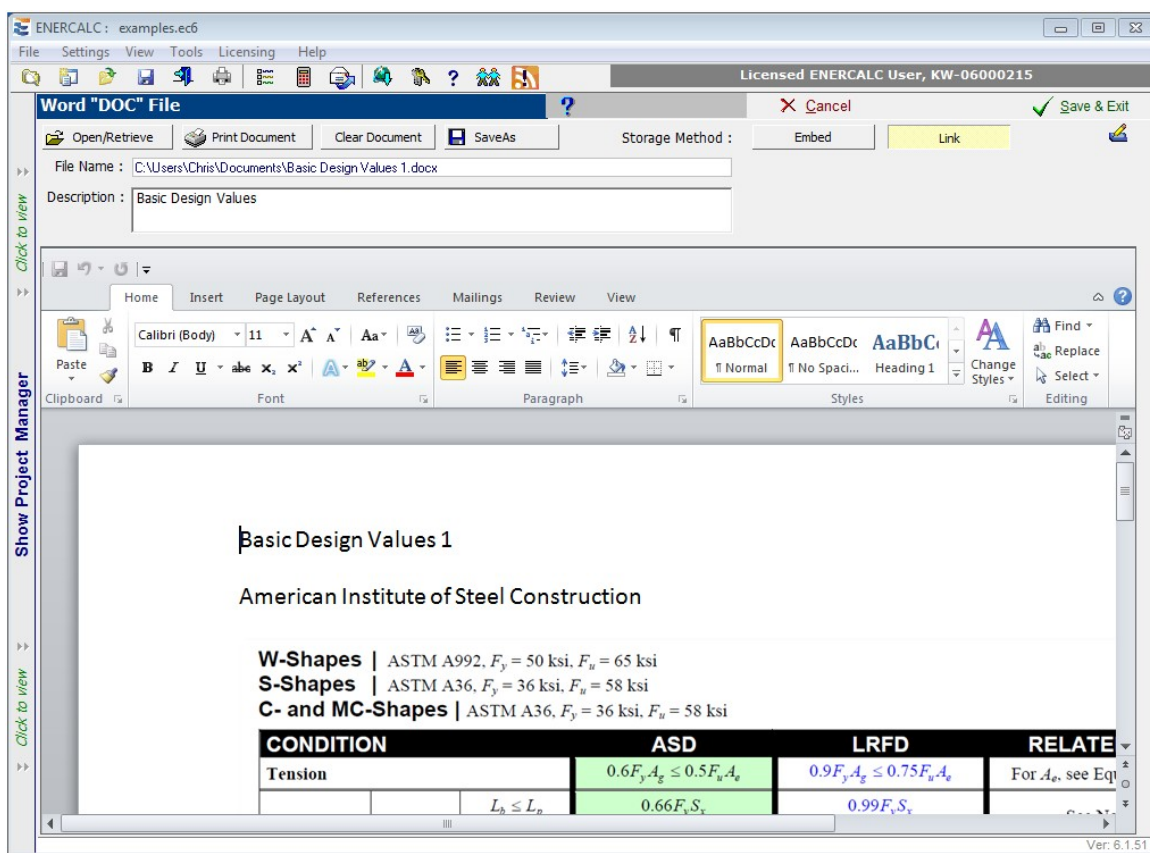 ENERCALC : examples.ec6
File Settings View Tools Licensing Help
Licensed ENERCALC User, KW-06000215
Word "DOC" File ? Cancel Save & Exit
Open/Retrieve Print Document Clear Document SaveAs Storage Method : Embed Link
File Name : C:\Users\Chris\Documents\Basic Design Values 1.docx
Description : Basic Design Values
Click to view
Show Project Manager
Click to view
Home Insert Page Layout References Mailings Review View
Calibri (Body) 11 Aa
Paste B I U abc x₂ x² A ab A
AaBbCcDc AaBbCcDc AaBbC
¶ Normal ¶ No Spaci... Heading 1
Change Styles
Find
Replace
Select
Clipboard Font Paragraph Styles Editing
Basic Design Values 1
American Institute of Steel Construction
W-Shapes | ASTM A992, Fy = 50 ksi, Fu = 65 ksi
S-Shapes | ASTM A36, Fy = 36 ksi, Fu = 58 ksi
C- and MC-Shapes | ASTM A36, Fy = 36 ksi, Fu = 58 ksi
CONDITION ASD LRFD RELATE
Tension 0.6FyAg ≤ 0.5FuAe 0.9FyAg ≤ 0.75FuAe For Ae, see Equ
Lb ≤ Lp 0.66FySx 0.99FySx
Ver: 6.1.51